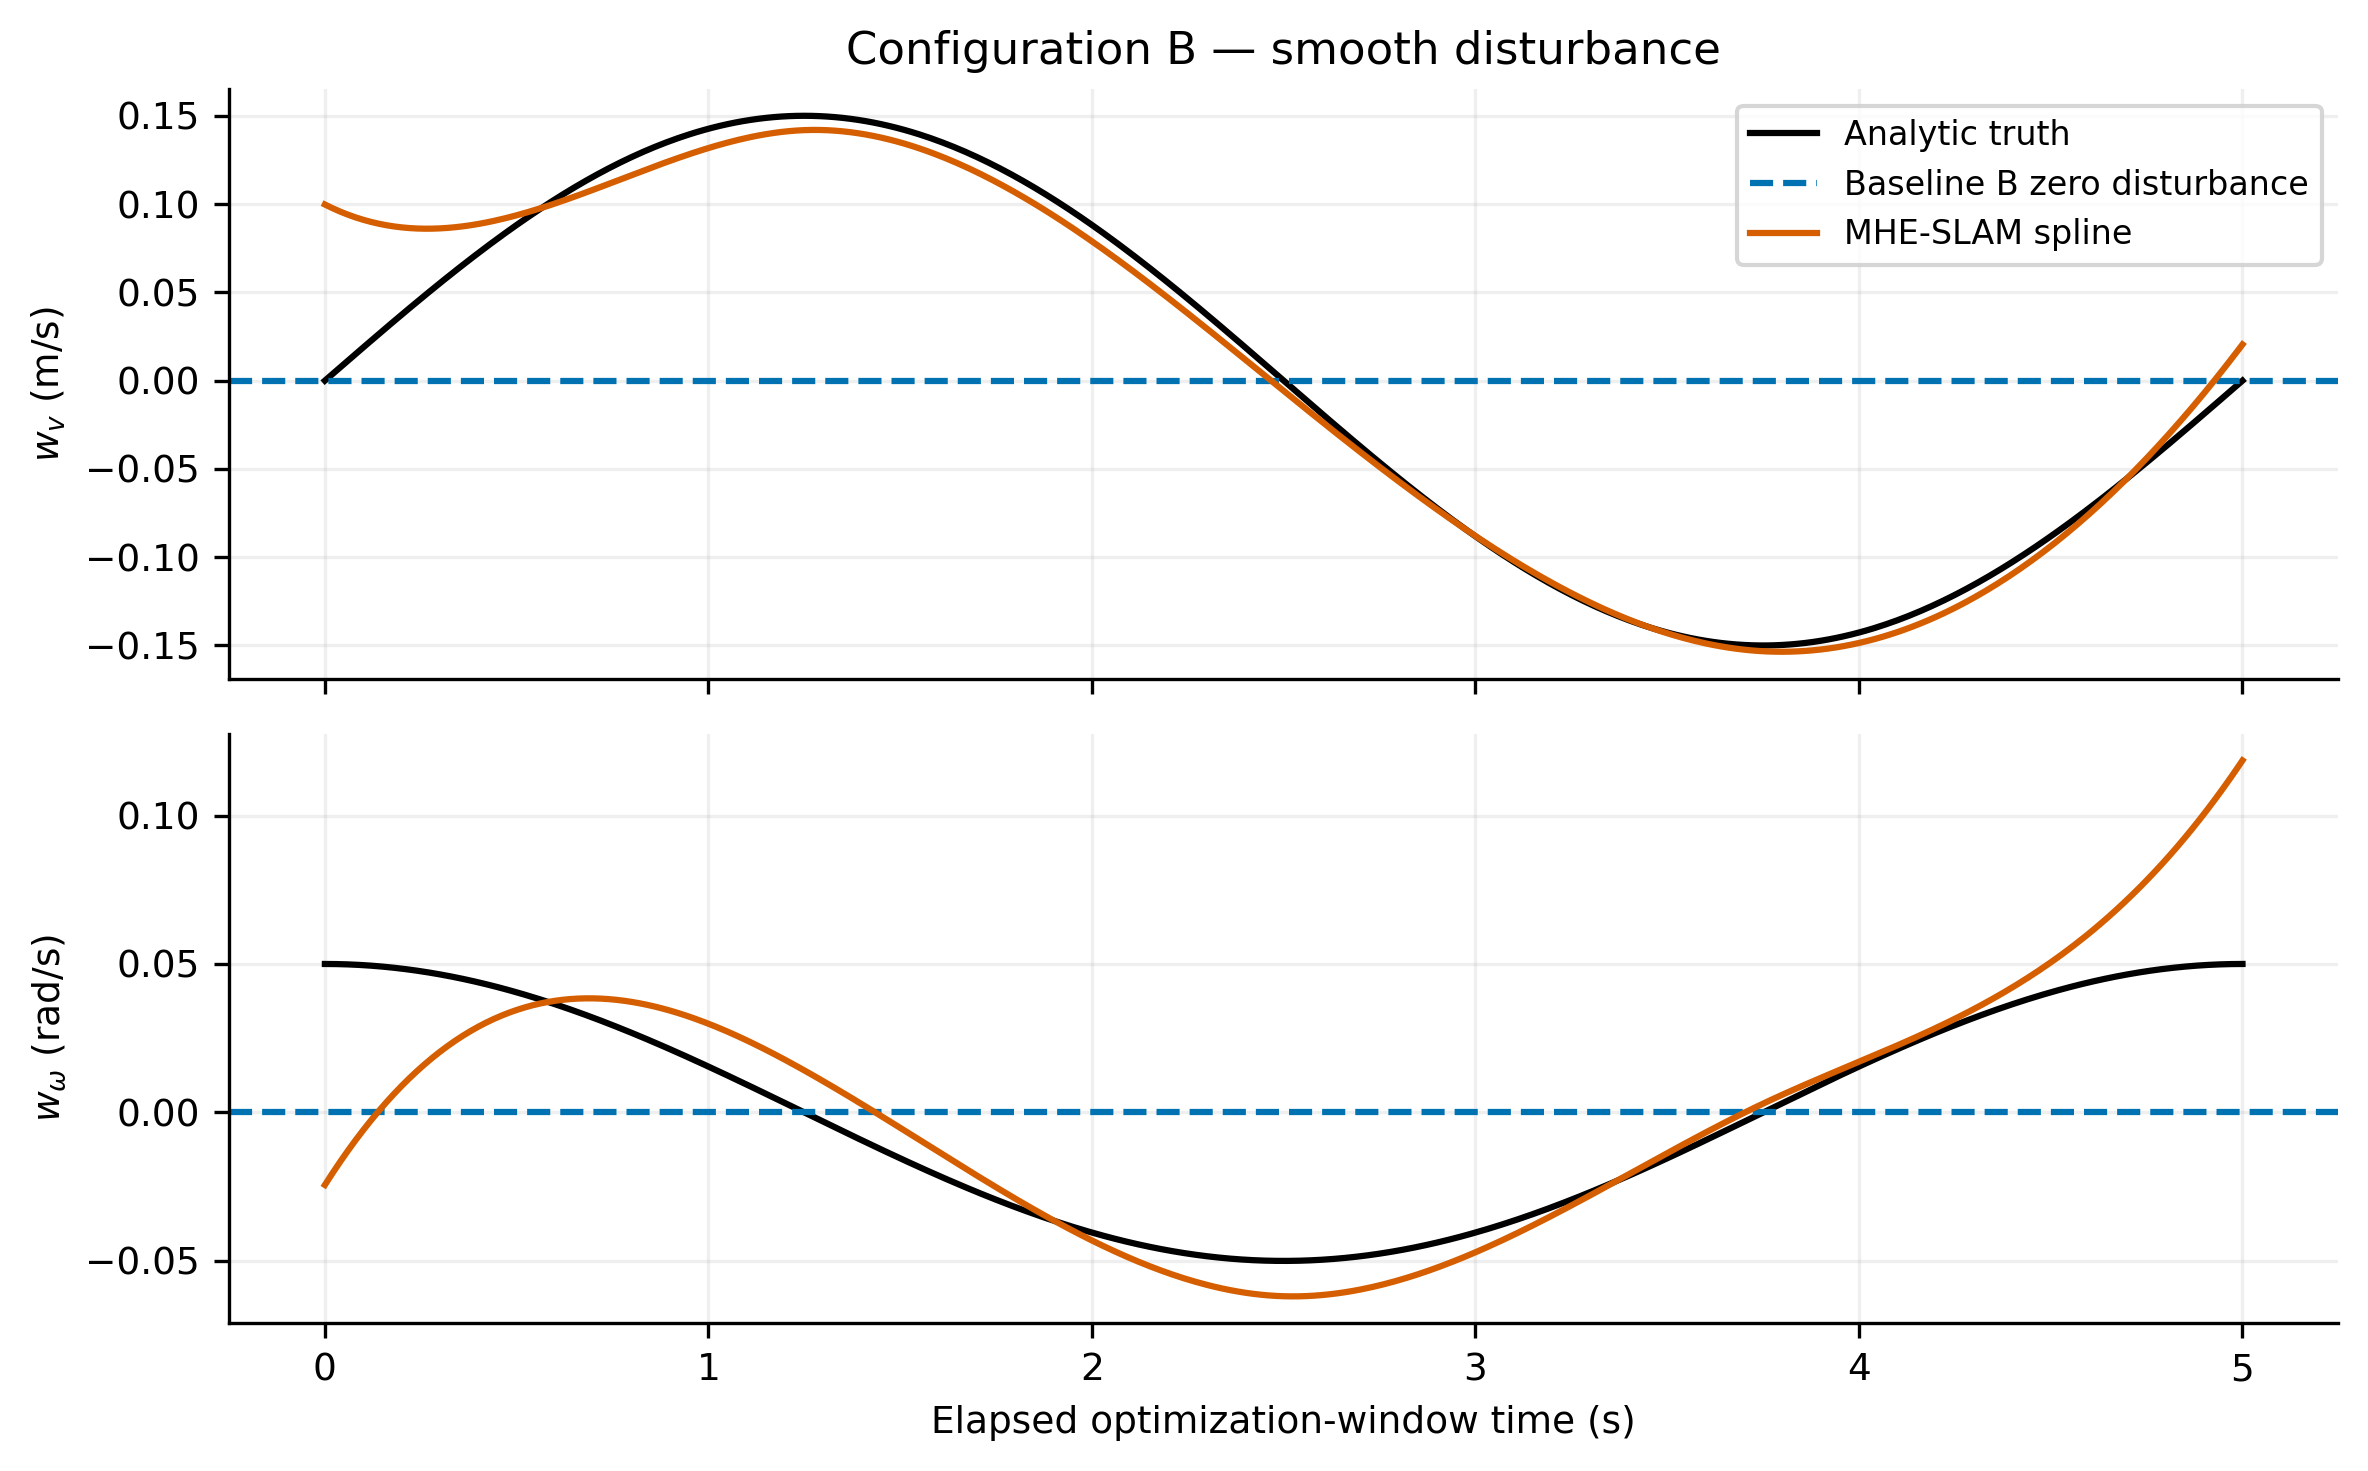 Configuration B — smooth disturbance
0.15
0.10
0.05
0.00
−0.05
−0.10
−0.15
w_v (m/s)
Analytic truth
Baseline B zero disturbance
MHE-SLAM spline
0.10
0.05
0.00
−0.05
w_ω (rad/s)
0 1 2 3 4 5
Elapsed optimization-window time (s)